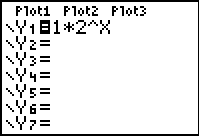 Plot1 Plot2 Plot3
\Y₁=1*2^X
\Y₂=
\Y₃=
\Y₄=
\Y₅=
\Y₆=
\Y₇=